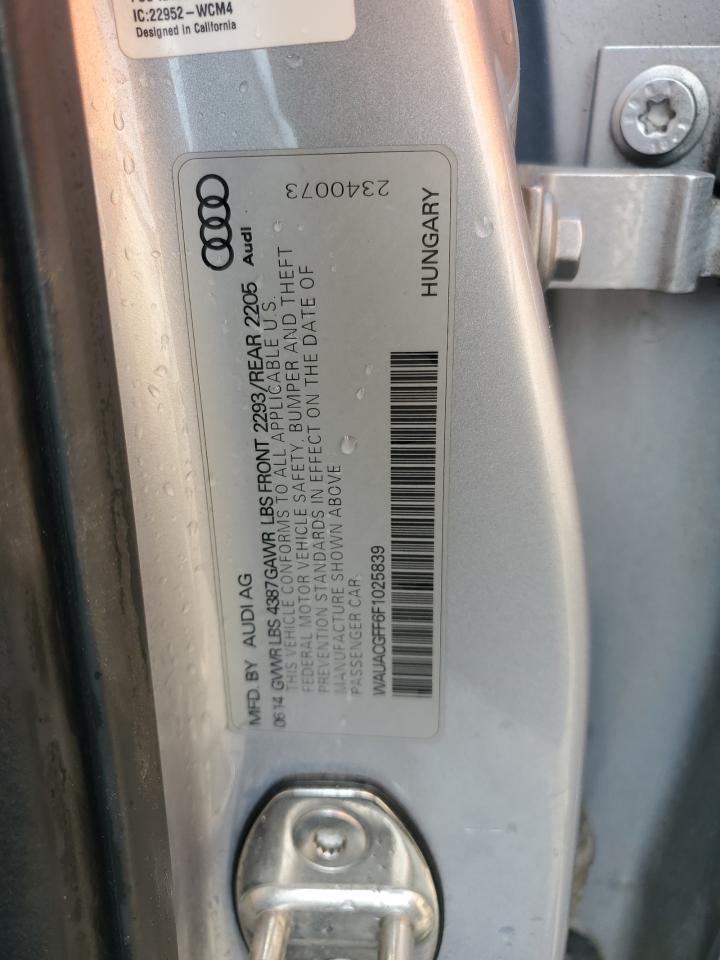 IC:22952-WCM4
Designed in California
MFD. BY AUDI AG
Audi
06 14 GVWR LBS 4387GAWR LBS FRONT 2293/REAR 2205
THIS VEHICLE CONFORMS TO ALL APPLICABLE U.S.
FEDERAL MOTOR VEHICLE SAFETY, BUMPER AND THEFT
PREVENTION STANDARDS IN EFFECT ON THE DATE OF
MANUFACTURE SHOWN ABOVE
PASSENGER CAR
2340073
WAUACGFF6F1025839
HUNGARY